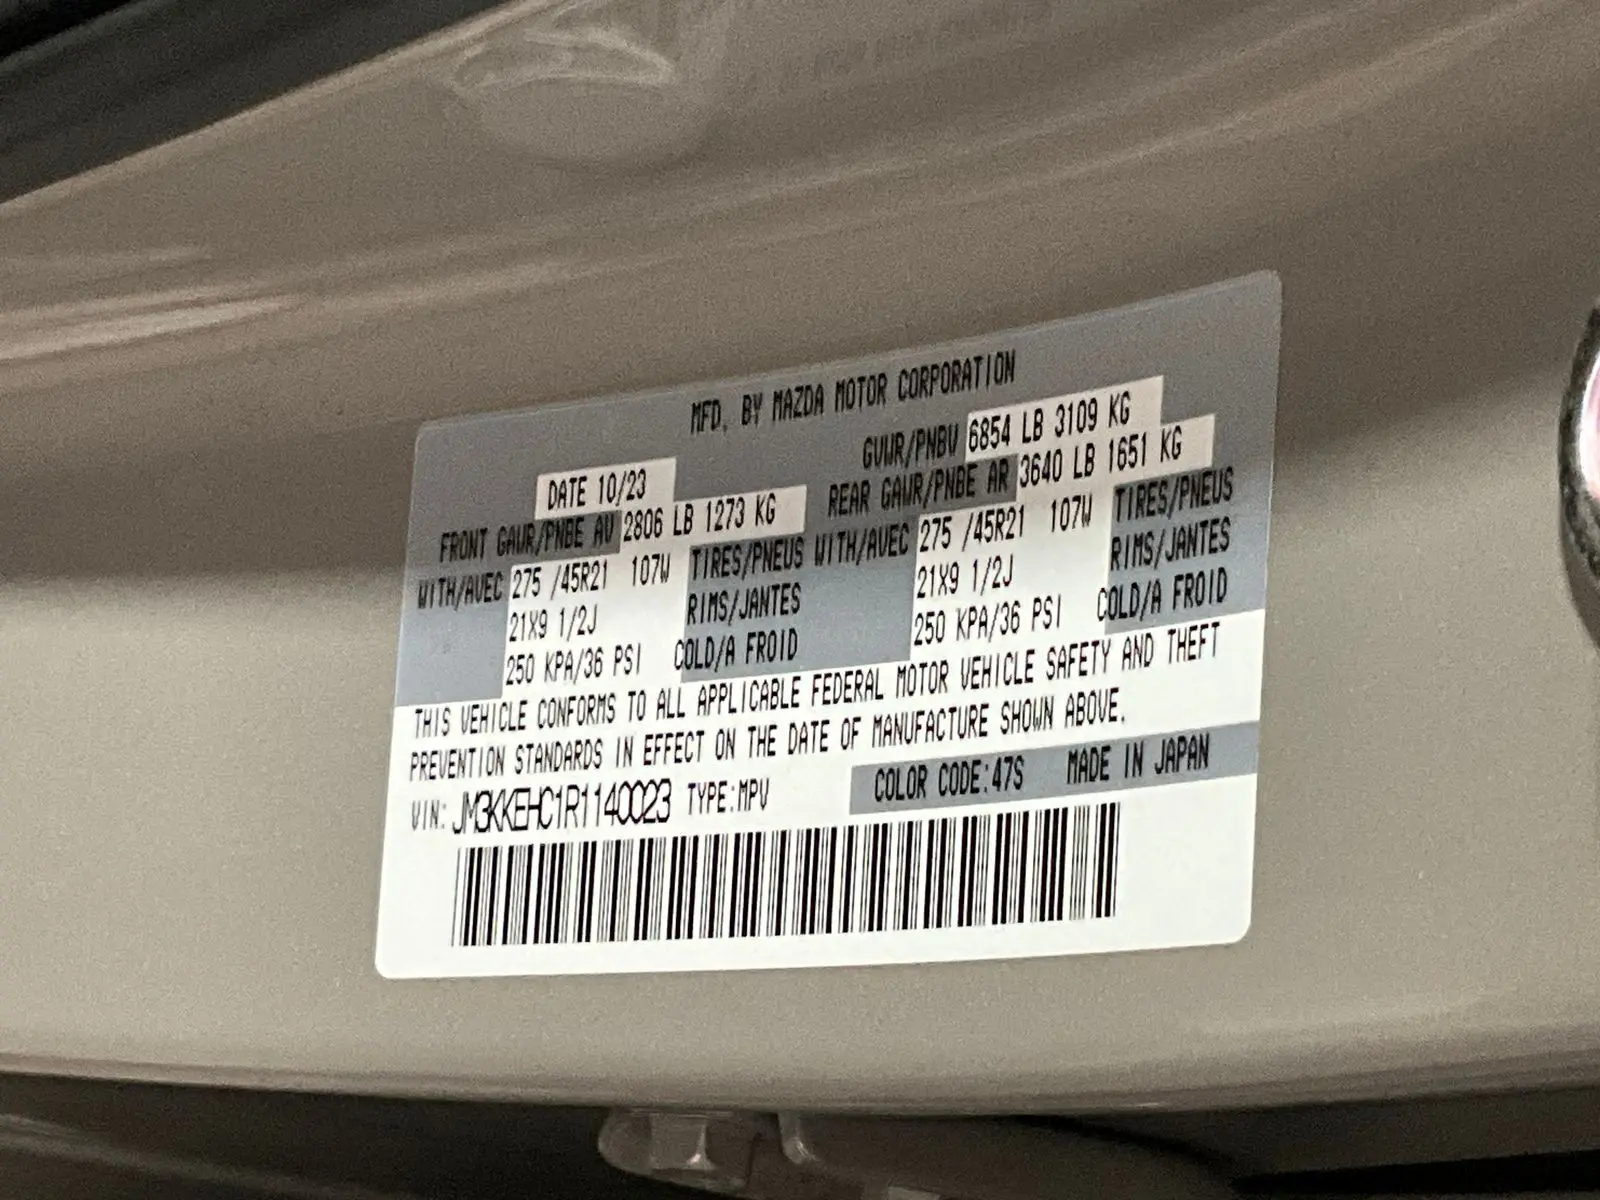 MFD. BY MAZDA MOTOR CORPORATION
DATE 10/23 GVWR/PNBV 6854 LB 3109 KG
FRONT GAWR/PNBE AV 2806 LB 1273 KG REAR GAWR/PNBE AR 3640 LB 1651 KG
WITH/AVEC 275 /45R21 107W TIRES/PNEUS WITH/AVEC 275 /45R21 107W TIRES/PNEUS
21X9 1/2J RIMS/JANTES 21X9 1/2J RIMS/JANTES
250 KPA/36 PSI COLD/A FROID 250 KPA/36 PSI COLD/A FROID
THIS VEHICLE CONFORMS TO ALL APPLICABLE FEDERAL MOTOR VEHICLE SAFETY AND THEFT
PREVENTION STANDARDS IN EFFECT ON THE DATE OF MANUFACTURE SHOWN ABOVE.
VIN: JM3KKEHC1R1140023 TYPE:MPV COLOR CODE:47S MADE IN JAPAN